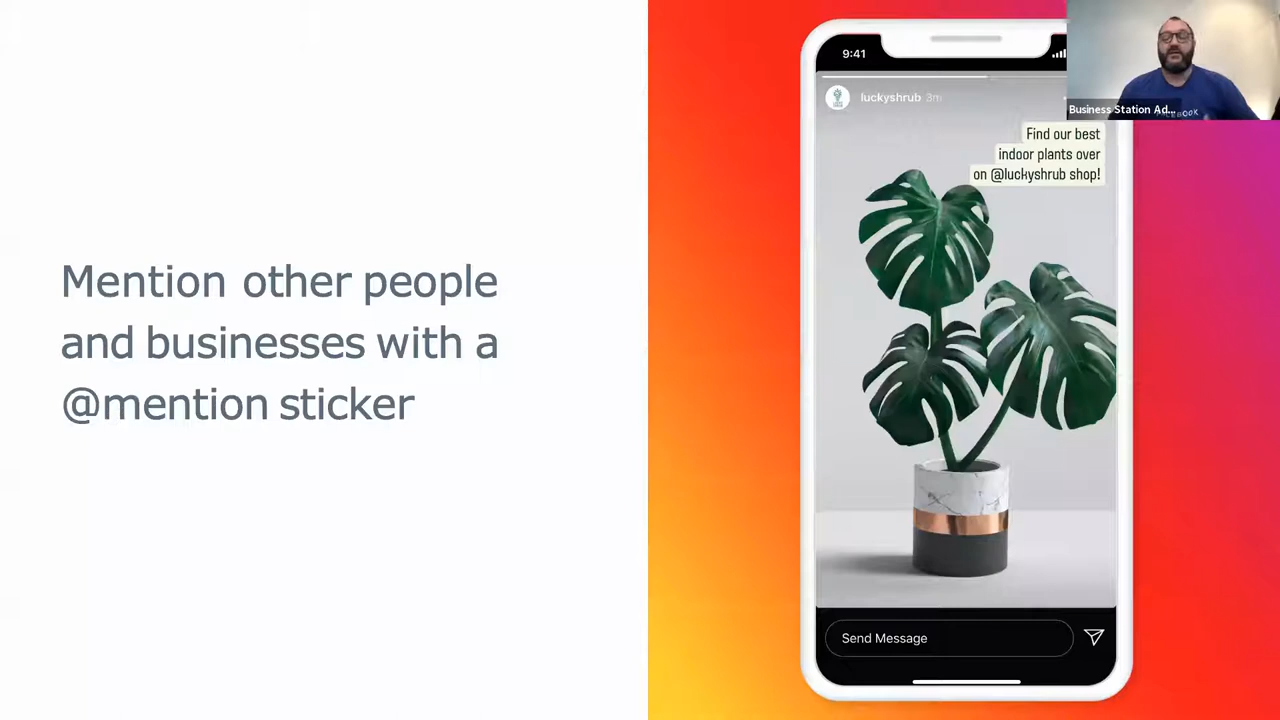 Mention other people
and businesses with a
@mention sticker
9:41
luckyshrub 3m
Find our best
indoor plants over
on @luckyshrub shop!
Send Message
Business Station Ad...